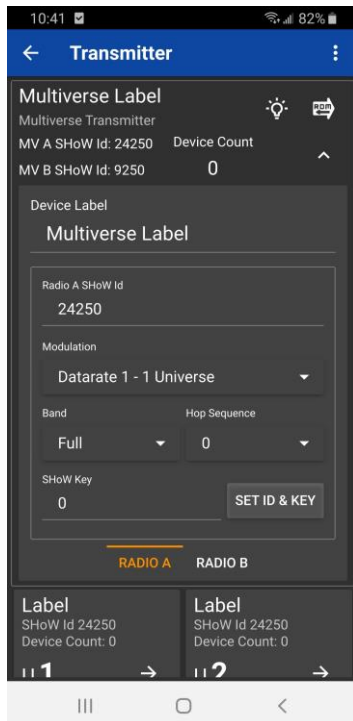 10:41 82%
Transmitter
Multiverse Label
Multiverse Transmitter
ROM
MV A SHoW Id: 24250 Device Count
MV B SHoW Id: 9250 0
Device Label
Multiverse Label
Radio A SHoW Id
24250
Modulation
Datarate 1 - 1 Universe
Band Hop Sequence
Full 0
SHoW Key
0 SET ID & KEY
RADIO A RADIO B
Label Label
SHoW Id 24250 SHoW Id 24250
Device Count: 0 Device Count: 0
1 2